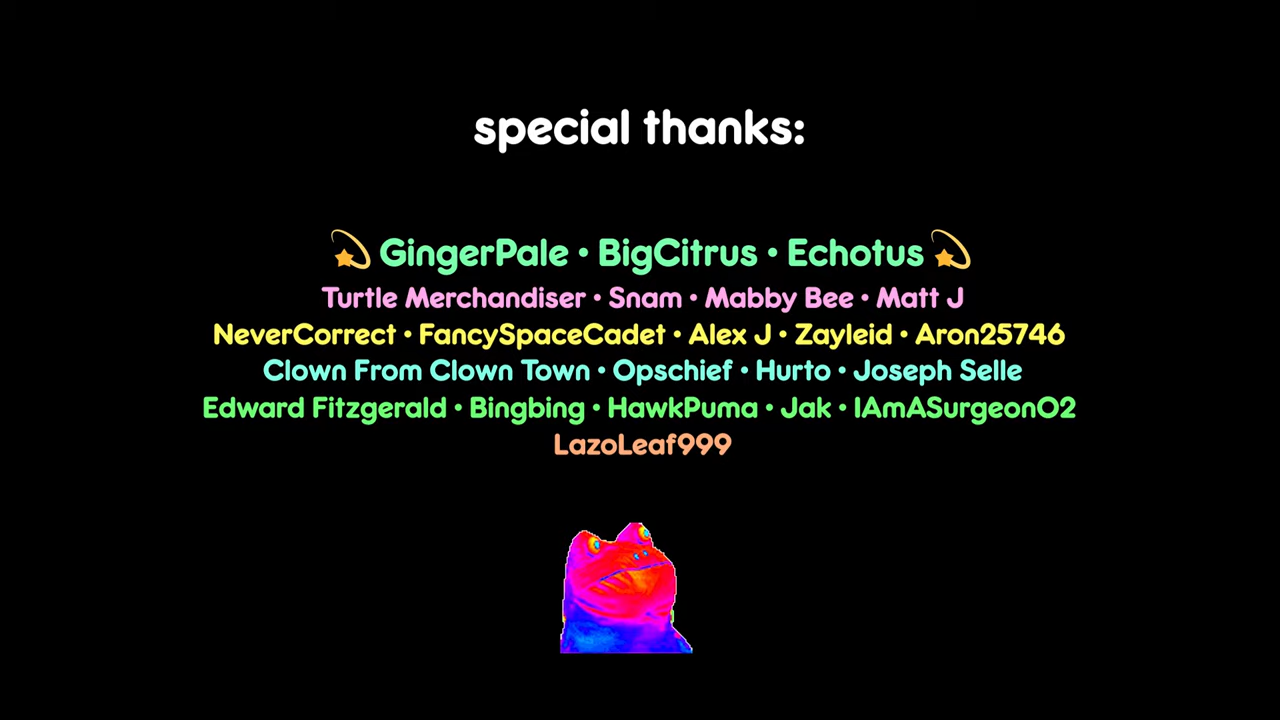 special thanks:
💫 GingerPale • BigCitrus • Echotus 💫
Turtle Merchandiser • Snam • Mabby Bee • Matt J
NeverCorrect • FancySpaceCadet • Alex J • Zayleid • Aron25746
Clown From Clown Town • Opschief • Hurto • Joseph Selle
Edward Fitzgerald • Bingbing • HawkPuma • Jak • IAmASurgeon02
LazoLeaf999